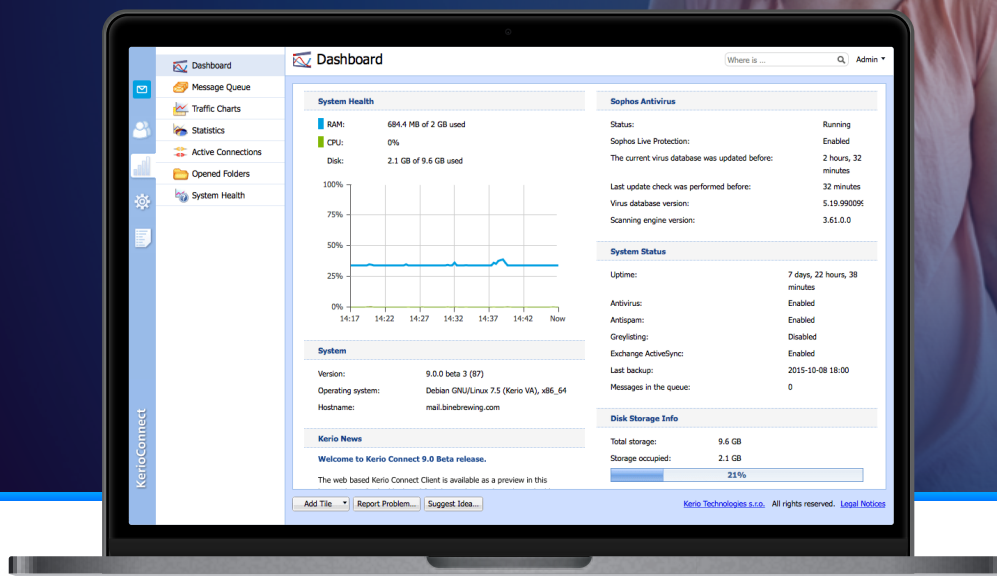 Dashboard
Message Queue
Traffic Charts
Statistics
Active Connections
Opened Folders
System Health
KerioConnect
Dashboard
Where is ...
Admin
System Health
RAM: 684.4 MB of 2 GB used
CPU: 0%
Disk: 2.1 GB of 9.6 GB used
100%
75%
50%
25%
0%
14:17 14:22 14:27 14:32 14:37 14:42 Now
System
Version: 9.0.0 beta 3 (87)
Operating system: Debian GNU/Linux 7.5 (Kerio VA), x86_64
Hostname: mail.binebrewing.com
Kerio News
Welcome to Kerio Connect 9.0 Beta release.
The web based Kerio Connect Client is available as a preview in this
Sophos Antivirus
Status: Running
Sophos Live Protection: Enabled
The current virus database was updated before: 2 hours, 32
minutes
Last update check was performed before: 32 minutes
Virus database version:
Scanning engine version: 3.61.0.0
System Status
Uptime: 7 days, 22 hours, 38
minutes
Antivirus: Enabled
Antispam: Enabled
Greylisting: Disabled
Exchange ActiveSync: Enabled
Last backup: 2015-10-08 18:00
Messages in the queue: 0
Disk Storage Info
Total storage: 9.6 GB
Storage occupied: 2.1 GB
21%
Add Tile Report Problem... Suggest Idea...
Kerio Technologies s.r.o. All rights reserved. Legal Notices